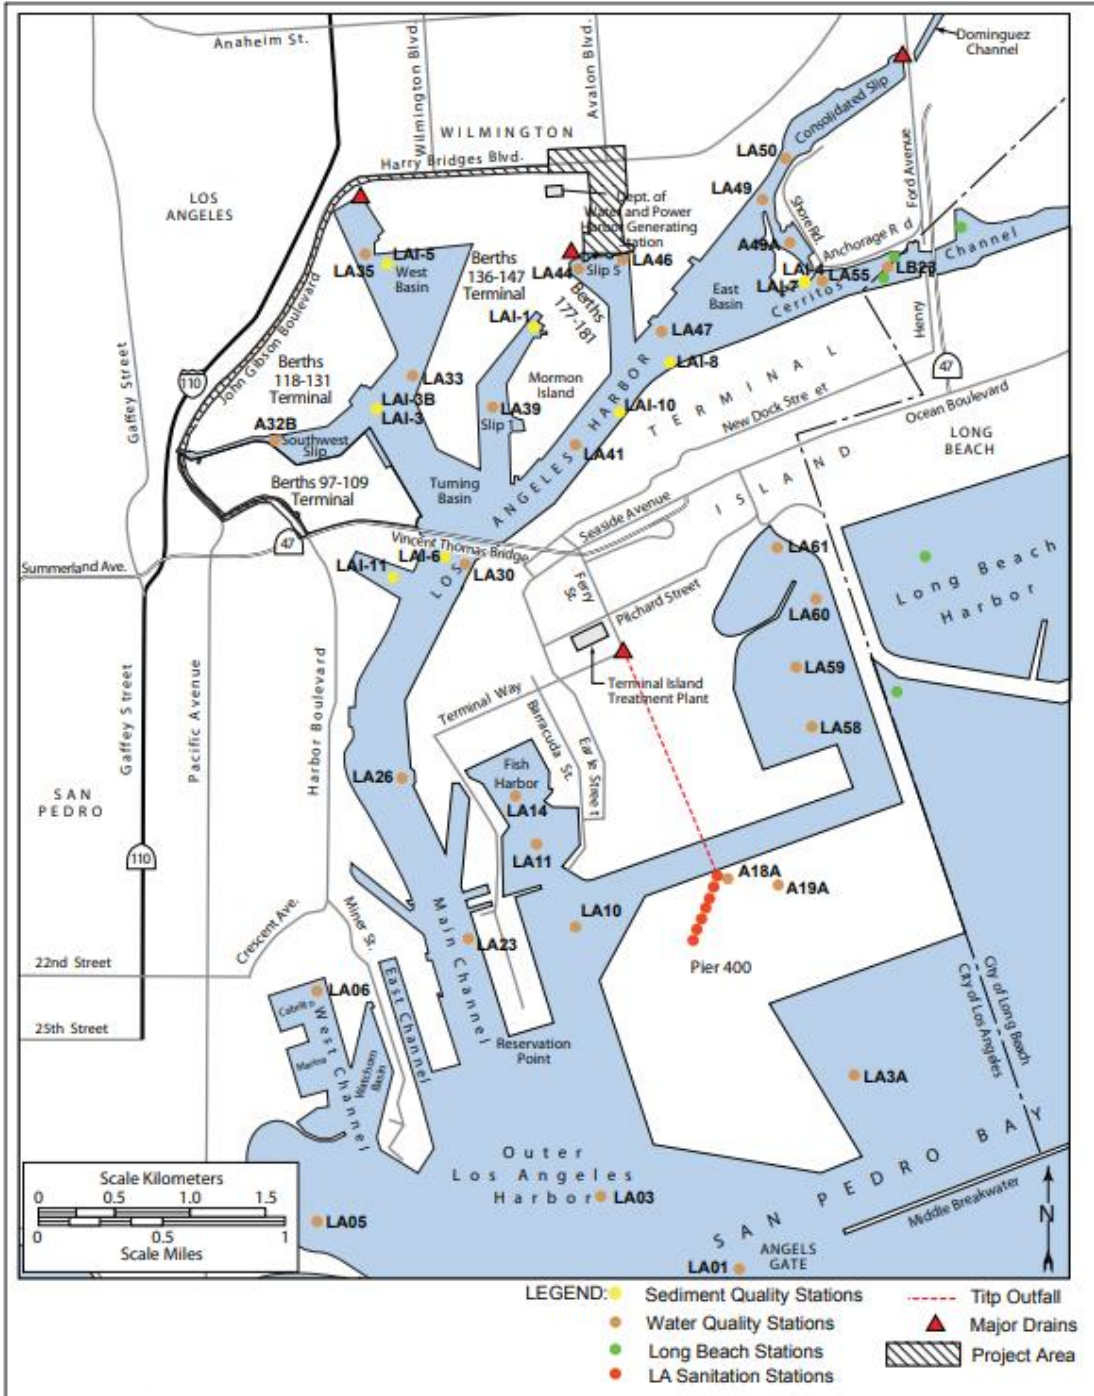 Anaheim St.
Wilmington Blvd.
Avalon Blvd.
Dominguez
Channel
WILMINGTON
Harry Bridges Blvd.
Consolidated Slip
LA50
LOS
ANGELES
Dept. of
Water and Power
Harbor Generating
Station
LA49
Shore Rd.
Ford Avenue
Anchorage Rd
A49A
LAI-5
LA35
West
Basin
Berths
136-147
Terminal
LA44
Slip 5
LA46
East
Basin
LAI-4
LAI-7
LA55
LB23
Cerritos Channel
Berths
177-181
LAI-1
LA47
LAI-8
Henry
47
Gaffey Street
110
John Gibson Boulevard
Berths
118-131
Terminal
LA33
LAI-3B
LAI-3
Mormon
Island
LA39
Slip 1
LAI-10
LA41
TERMINAL
New Dock Street
Ocean Boulevard
A32B
Southwest
Slip
Berths 97-109
Terminal
Turning
Basin
LOS ANGELES HARBOR
ISLAND
LONG
BEACH
Seaside Avenue
47
Vincent Thomas Bridge
Summerland Ave.
LAI-6
LAI-11
LA30
LA61
Ferry St
Pilchard Street
LA60
Long Beach
Harbor
Terminal Island
Treatment Plant
LA59
Terminal Way
Barracuda St.
Earle Street
LA58
Gaffey Street
Pacific Avenue
Harbor Boulevard
LA26
Fish
Harbor
LA14
SAN
PEDRO
110
LA11
A18A
A19A
Crescent Ave.
Miner St.
Main Channel
LA10
LA23
Pier 400
22nd Street
LA06
Cabrillo
Marina
West Channel
Watchorn
Basin
East Channel
25th Street
Reservation
Point
City of Long Beach
City of Los Angeles
LA3A
Outer
Los Angeles
Harbor
LA03
SAN PEDRO BAY
Middle Breakwater
Scale Kilometers
0 0.5 1.0 1.5
0 0.5 1
Scale Miles
LA05
LA01
ANGELS
GATE
N
LEGEND:
Sediment Quality Stations
Water Quality Stations
Long Beach Stations
LA Sanitation Stations
Titp Outfall
Major Drains
Project Area